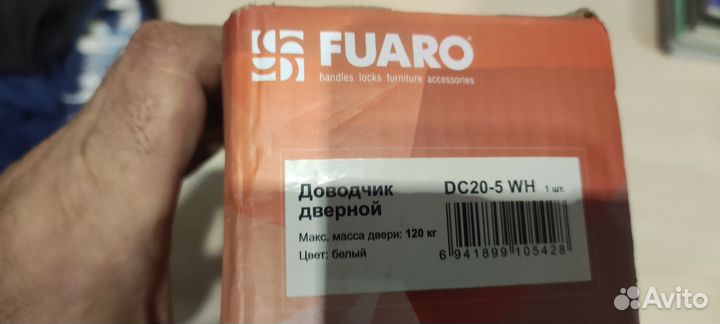 FUARO®
handles locks furniture accessories
Доводчик дверной
DC20-5 WH 1 шт.
Макс. масса двери: 120 кг
Цвет: белый
6 941899 105428
Avito